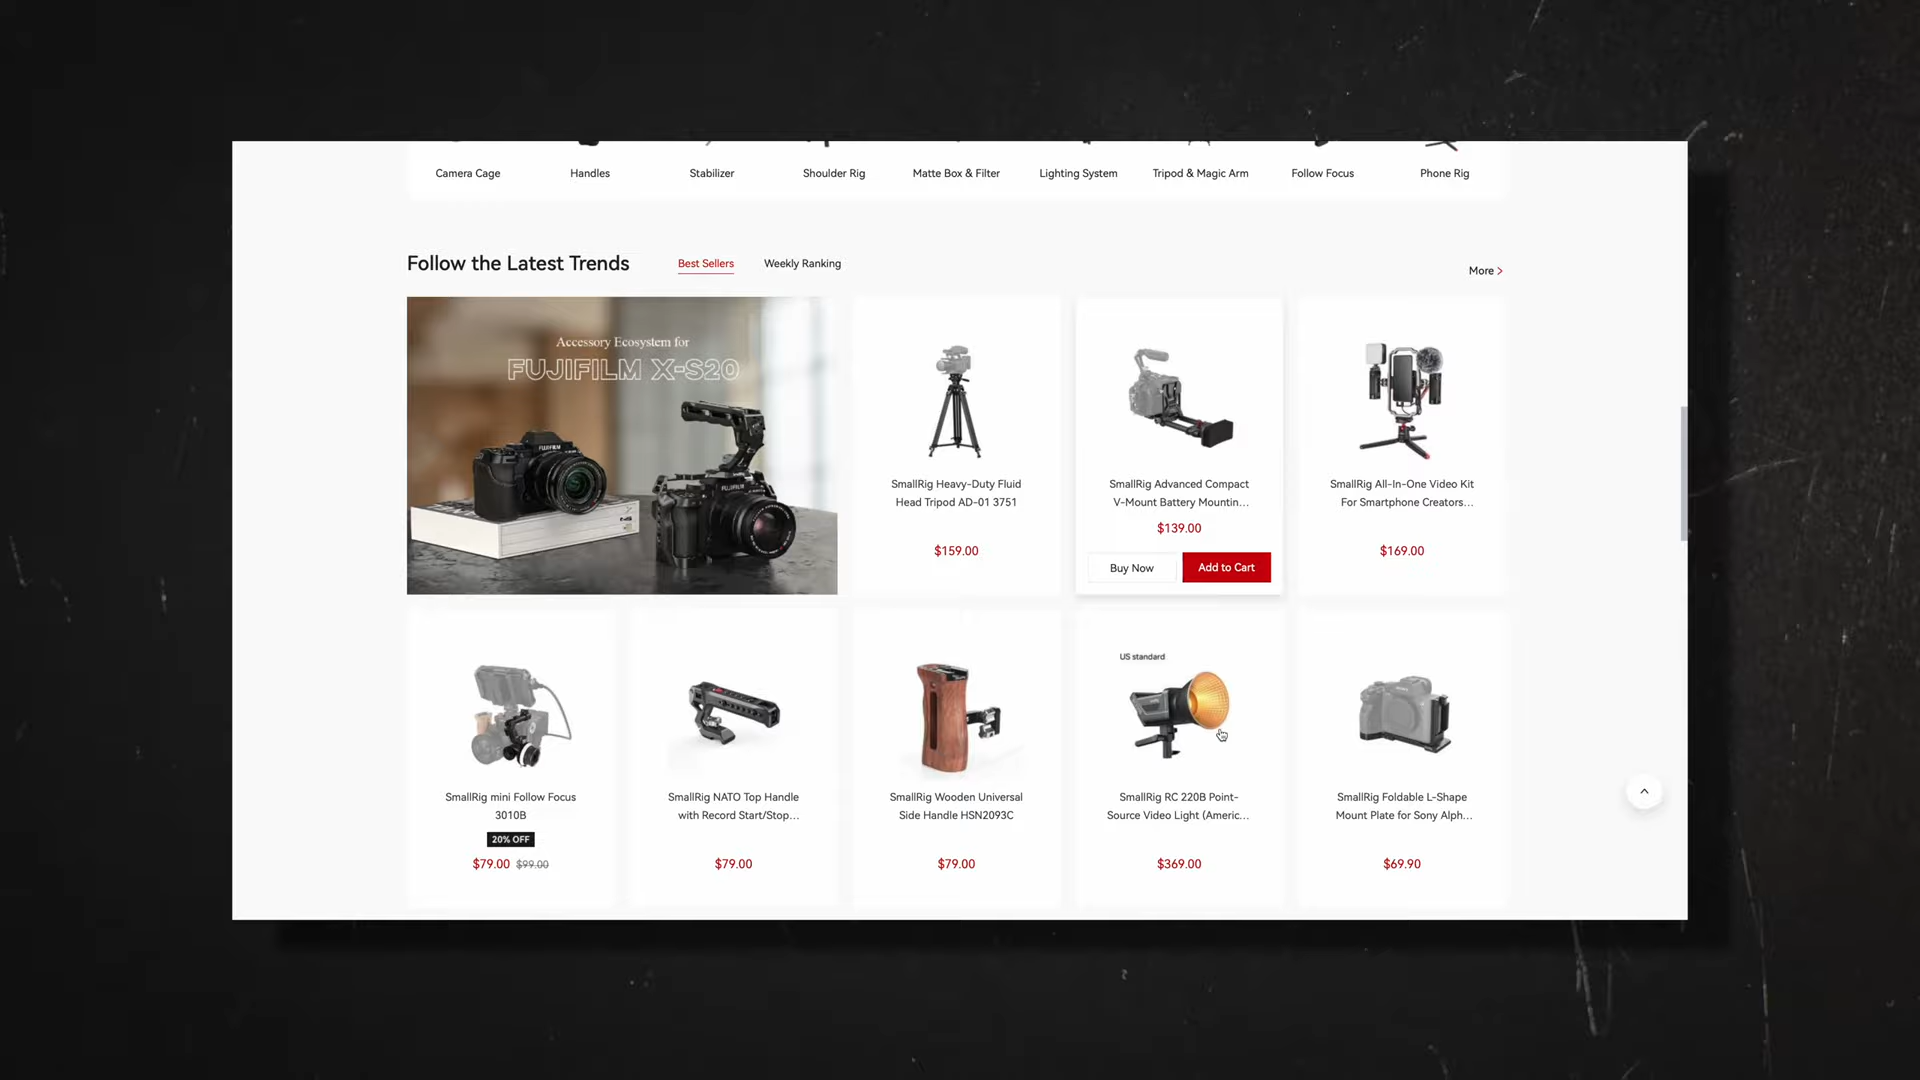 Camera Cage
Handles
Stabilizer
Shoulder Rig
Matte Box & Filter
Lighting System
Tripod & Magic Arm
Follow Focus
Phone Rig
Follow the Latest Trends
Best Sellers
Weekly Ranking
More >
Accessory Ecosystem for
FUJIFILM X-S20
FUJIFILM
FUJIFILM
SmallRig Heavy-Duty Fluid
Head Tripod AD-01 3751
$159.00
SmallRig Advanced Compact
V-Mount Battery Mountin...
$139.00
Buy Now
Add to Cart
SmallRig All-In-One Video Kit
For Smartphone Creators...
$169.00
SmallRig mini Follow Focus
3010B
20% OFF
$79.00 $99.00
SmallRig NATO Top Handle
with Record Start/Stop...
$79.00
SmallRig Wooden Universal
Side Handle HSN2093C
$79.00
US standard
SmallRig RC 220B Point-
Source Video Light (Americ...
$369.00
SmallRig Foldable L-Shape
Mount Plate for Sony Alph...
$69.90